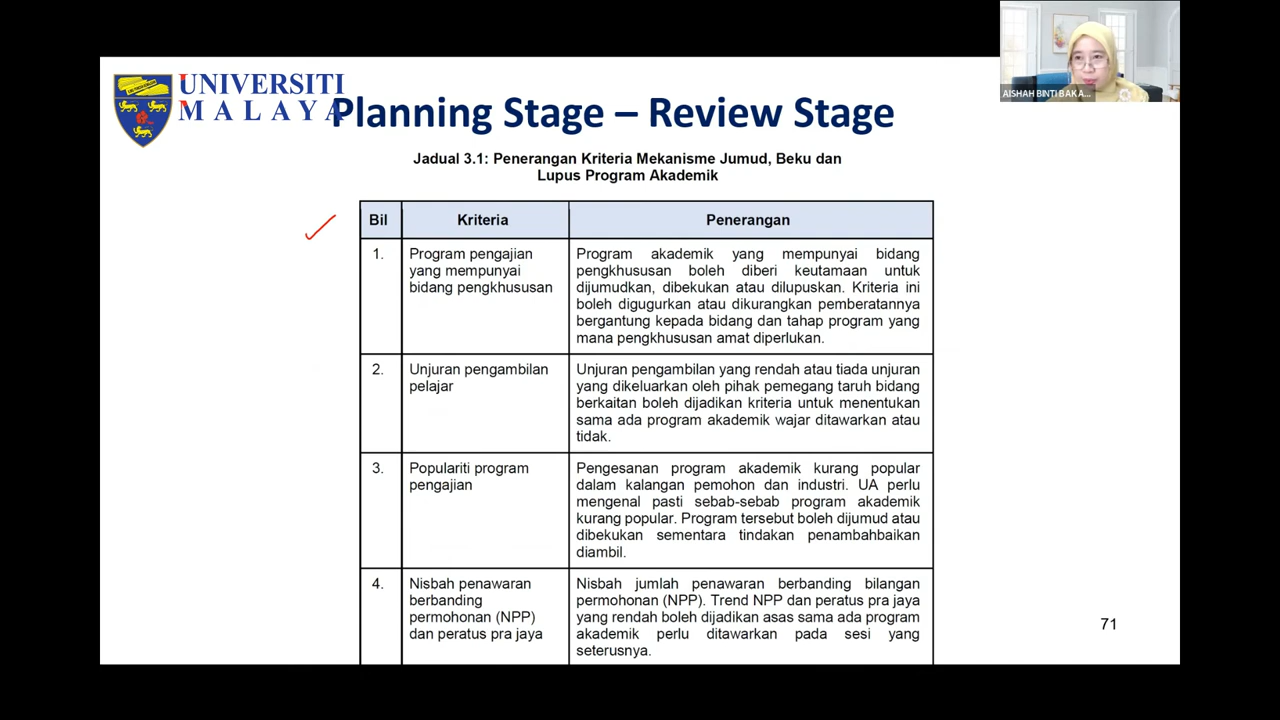 UNIVERSITI
MALAYA
Planning Stage – Review Stage
AISHAH BINTI BAKA...
Jadual 3.1: Penerangan Kriteria Mekanisme Jumud, Beku dan
Lupus Program Akademik
Bil Kriteria Penerangan
1. Program pengajian
yang mempunyai
bidang pengkhususan
Program akademik yang mempunyai bidang
pengkhususan boleh diberi keutamaan untuk
dijumudkan, dibekukan atau dilupuskan. Kriteria ini
boleh digugurkan atau dikurangkan pemberatannya
bergantung kepada bidang dan tahap program yang
mana pengkhususan amat diperlukan.
2. Unjuran pengambilan
pelajar
Unjuran pengambilan yang rendah atau tiada unjuran
yang dikeluarkan oleh pihak pemegang taruh bidang
berkaitan boleh dijadikan kriteria untuk menentukan
sama ada program akademik wajar ditawarkan atau
tidak.
3. Populariti program
pengajian
Pengesanan program akademik kurang popular
dalam kalangan pemohon dan industri. UA perlu
mengenal pasti sebab-sebab program akademik
kurang popular. Program tersebut boleh dijumud atau
dibekukan sementara tindakan penambahbaikan
diambil.
4. Nisbah penawaran
berbanding
permohonan (NPP)
dan peratus pra jaya
Nisbah jumlah penawaran berbanding bilangan
permohonan (NPP). Trend NPP dan peratus pra jaya
yang rendah boleh dijadikan asas sama ada program
akademik perlu ditawarkan pada sesi yang
seterusnya.
71